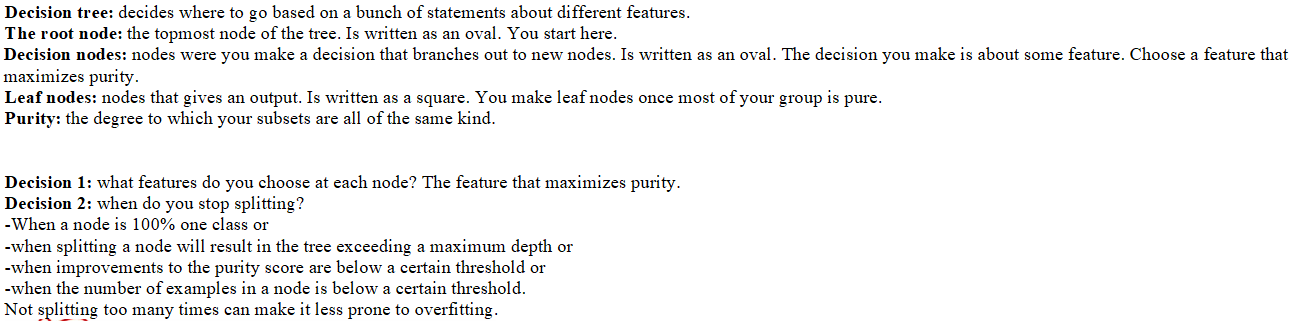 Decision tree: decides where to go based on a bunch of statements about different features.
The root node: the topmost node of the tree. Is written as an oval. You start here.
Decision nodes: nodes were you make a decision that branches out to new nodes. Is written as an oval. The decision you make is about some feature. Choose a feature that
maximizes purity.
Leaf nodes: nodes that gives an output. Is written as a square. You make leaf nodes once most of your group is pure.
Purity: the degree to which your subsets are all of the same kind.
Decision 1: what features do you choose at each node? The feature that maximizes purity.
Decision 2: when do you stop splitting?
-When a node is 100% one class or
-when splitting a node will result in the tree exceeding a maximum depth or
-when improvements to the purity score are below a certain threshold or
-when the number of examples in a node is below a certain threshold.
Not splitting too many times can make it less prone to overfitting.